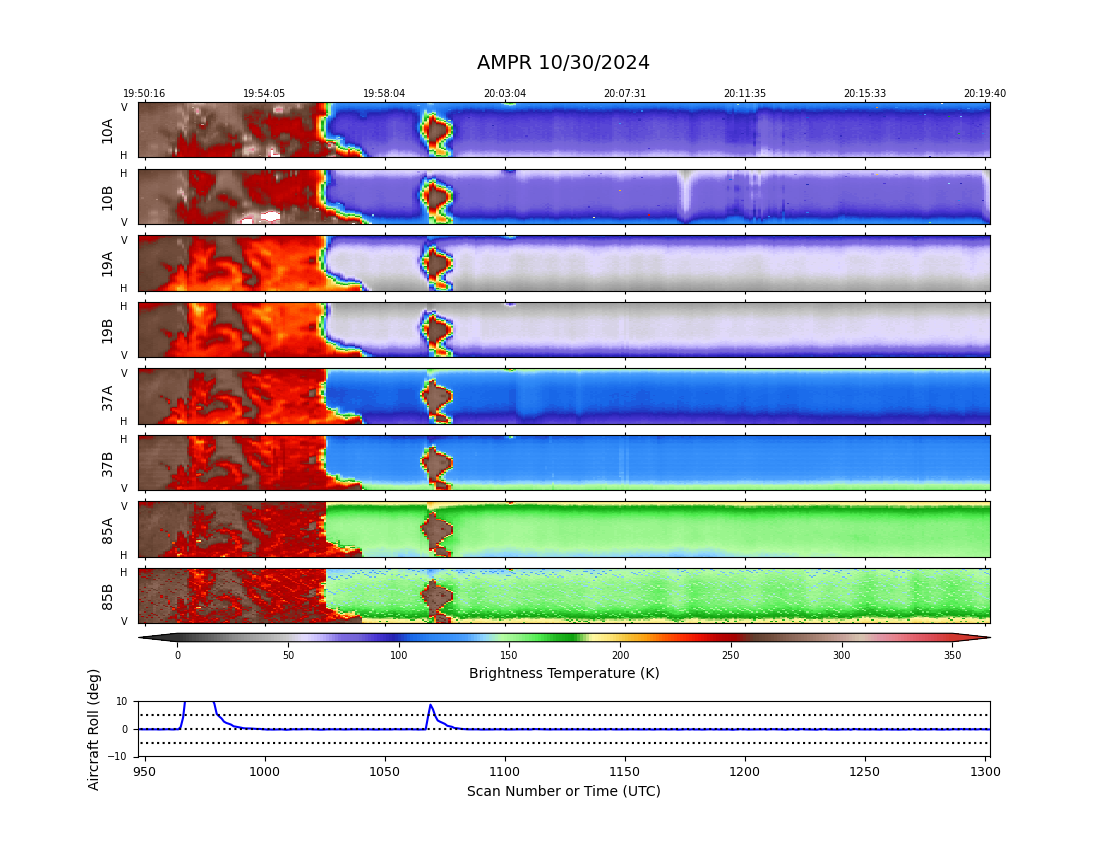 AMPR 10/30/2024
19:50:16 19:54:05 19:58:04 20:03:04 20:07:31 20:11:35 20:15:33 20:19:40
V
10A
H
H
10B
V
V
19A
H
H
19B
V
V
37A
H
H
37B
V
V
85A
H
H
85B
V
0 50 100 150 200 250 300 350
Brightness Temperature (K)
Aircraft Roll (deg)
10
0
−10
950 1000 1050 1100 1150 1200 1250 1300
Scan Number or Time (UTC)